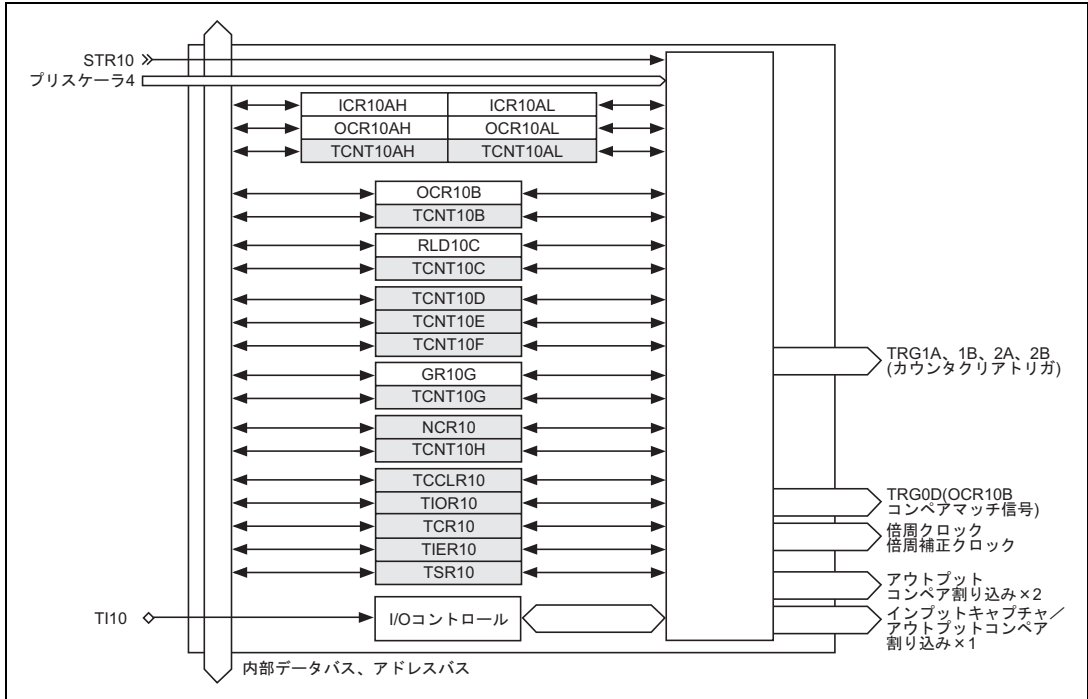 STR10
プリスケーラ4
ICR10AH ICR10AL
OCR10AH OCR10AL
TCNT10AH TCNT10AL
OCR10B
TCNT10B
RLD10C
TCNT10C
TCNT10D
TCNT10E
TCNT10F
GR10G
TCNT10G
NCR10
TCNT10H
TCCLR10
TIOR10
TCR10
TIER10
TSR10
TI10
I/Oコントロール
TRG1A、1B、2A、2B
(カウンタクリアトリガ)
TRG0D(OCR10B
コンペアマッチ信号)
倍周クロック
倍周補正クロック
アウトプット
コンペア割り込み×2
インプットキャプチャ／
アウトプットコンペア
割り込み×1
内部データバス、アドレスバス